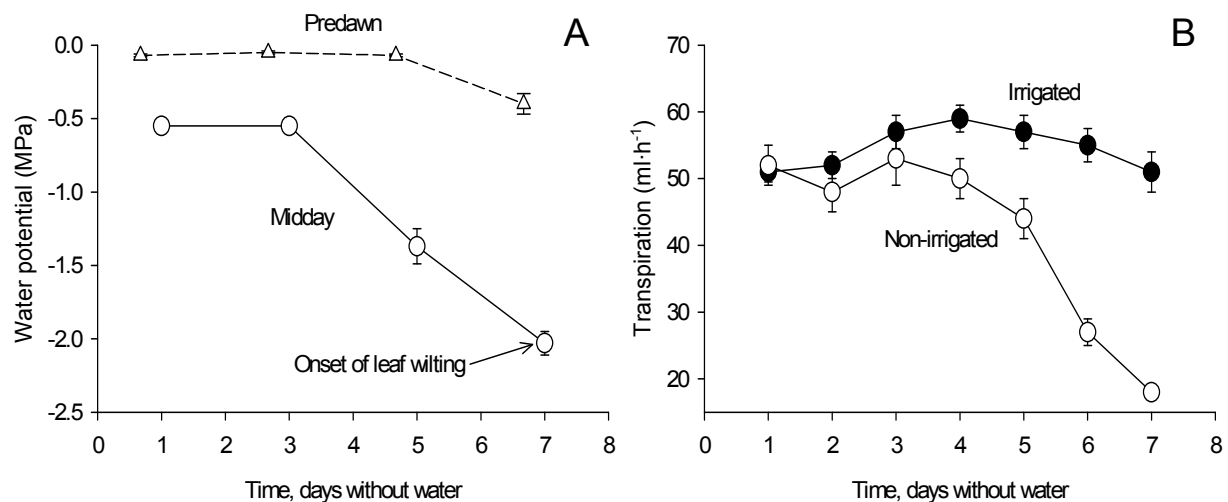 A
Predawn
Water potential (MPa)
0.0
-0.5
-1.0
-1.5
-2.0
-2.5
Midday
Onset of leaf wilting
0 1 2 3 4 5 6 7 8
Time, days without water
B
Transpiration (ml·h⁻¹)
70
60
50
40
30
20
Irrigated
Non-irrigated
0 1 2 3 4 5 6 7 8
Time, days without water